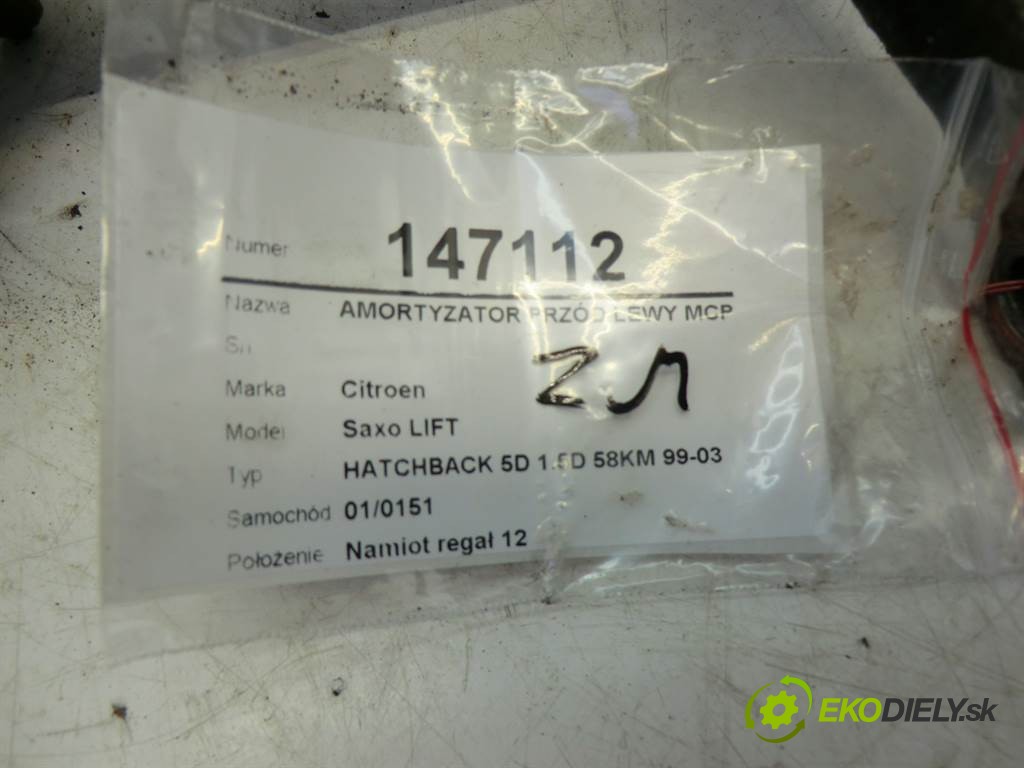 Numer 147112
Nazwa AMORTYZATOR PRZÓD LEWY MCP
Sn
Marka Citroen
Model Saxo LIFT
Typ HATCHBACK 5D 1.5D 58KM 99-03
Samochód 01/0151
Położenie Namiot regał 12
EKODIELY.sk